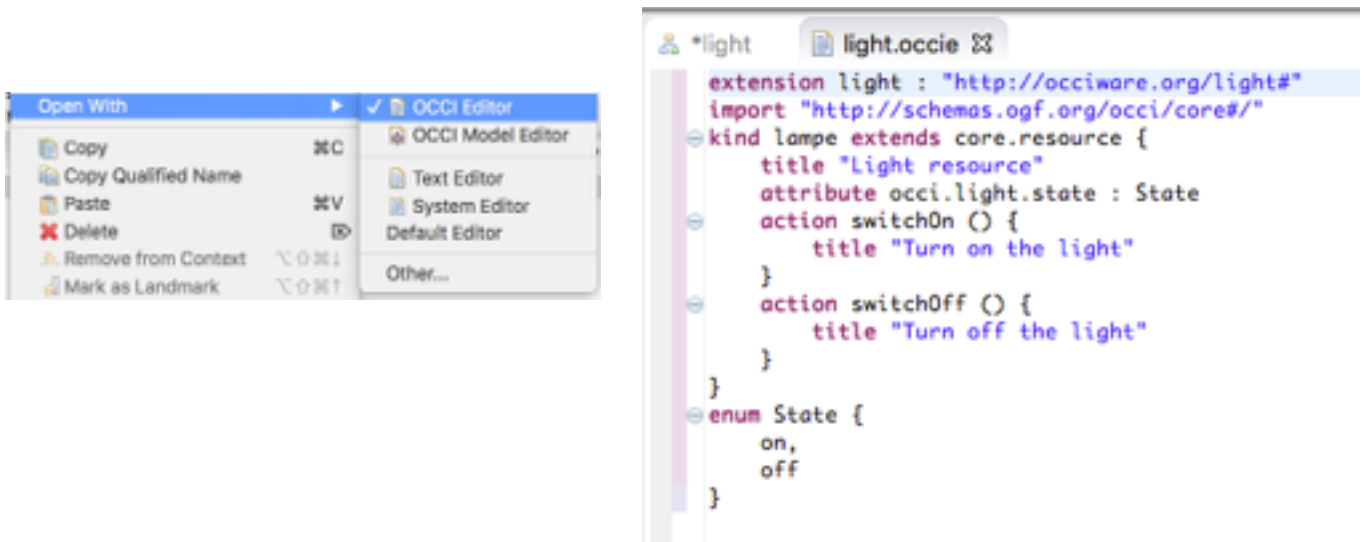 Open With ▶
Copy ⌘C
Copy Qualified Name
Paste ⌘V
Delete ⌦
Remove from Context ⌥⇧⌘↓
Mark as Landmark ⌥⇧⌘↑
✓ OCCI Editor
OCCI Model Editor
Text Editor
System Editor
Default Editor
Other...
*light
light.occie
extension light : "http://occiware.org/light#"
import "http://schemas.ogf.org/occi/core#/"
kind lampe extends core.resource {
title "Light resource"
attribute occi.light.state : State
action switchOn () {
title "Turn on the light"
}
action switchOff () {
title "Turn off the light"
}
}
enum State {
on,
off
}